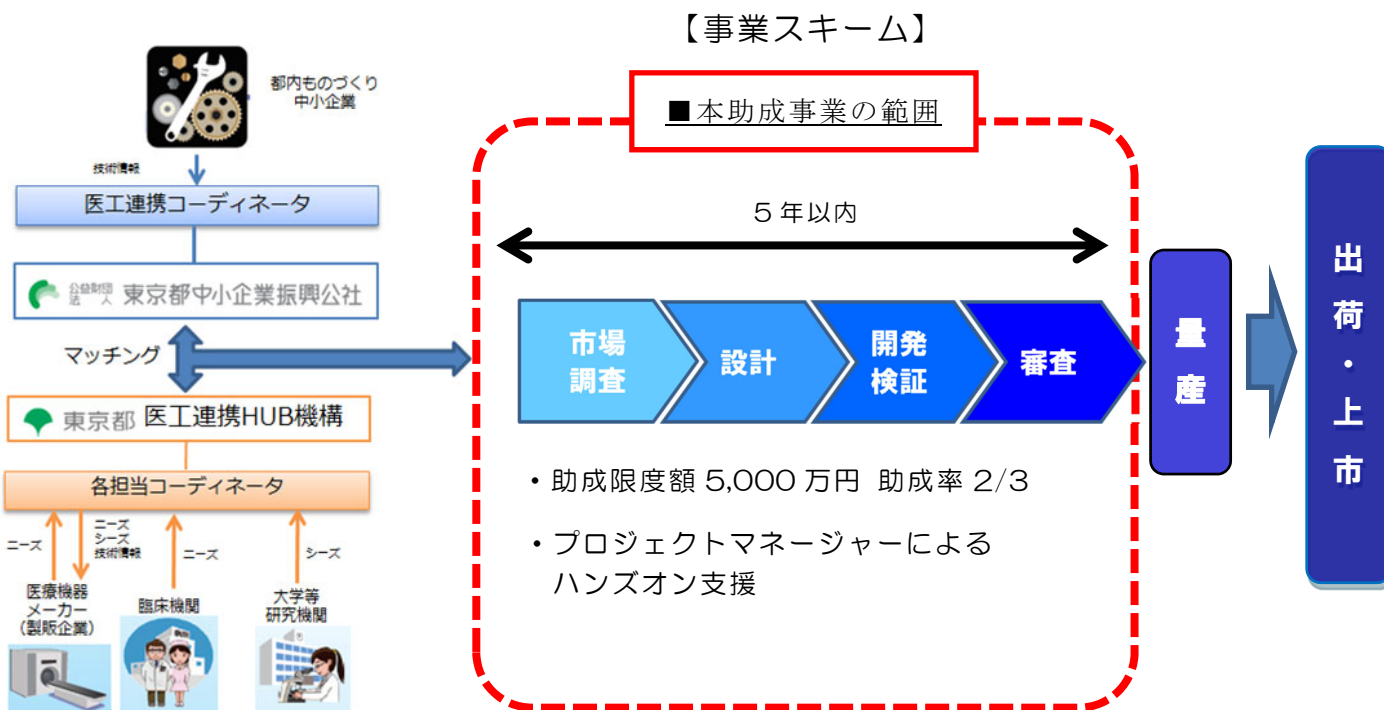 【事業スキーム】
都内ものづくり
中小企業
技術情報
医工連携コーディネータ
公益財団
法 人
東京都中小企業振興公社
マッチング
東京都 医工連携HUB機構
各担当コーディネータ
ニーズ
ニーズ
シーズ
技術情報
ニーズ
シーズ
医療機器
メーカー
（製販企業）
臨床機関
大学等
研究機関
■本助成事業の範囲
５年以内
市場
調査
設計
開発
検証
審査
・助成限度額 5,000 万円 助成率 2/3
・プロジェクトマネージャーによる
ハンズオン支援
量産
出荷・上市